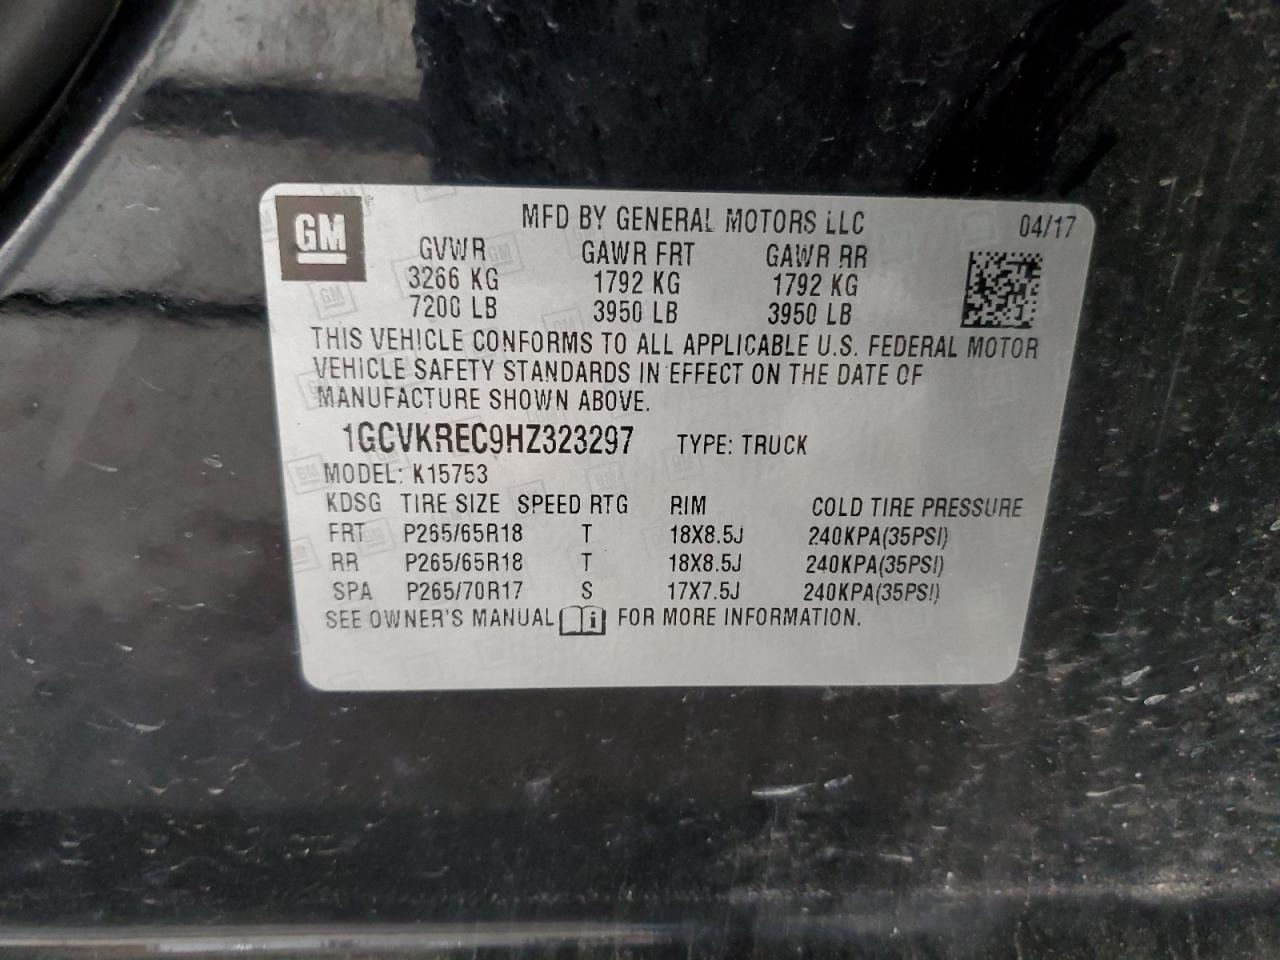 GM
MFD BY GENERAL MOTORS LLC 04/17
GVWR GAWR FRT GAWR RR
3266 KG 1792 KG 1792 KG
7200 LB 3950 LB 3950 LB
THIS VEHICLE CONFORMS TO ALL APPLICABLE U.S. FEDERAL MOTOR
VEHICLE SAFETY STANDARDS IN EFFECT ON THE DATE OF
MANUFACTURE SHOWN ABOVE.
1GCVKREC9HZ323297 TYPE: TRUCK
MODEL: K15753
KDSG TIRE SIZE SPEED RTG RIM COLD TIRE PRESSURE
FRT P265/65R18 T 18X8.5J 240KPA(35PSI)
RR P265/65R18 T 18X8.5J 240KPA(35PSI)
SPA P265/70R17 S 17X7.5J 240KPA(35PSI)
SEE OWNER'S MANUAL i FOR MORE INFORMATION.